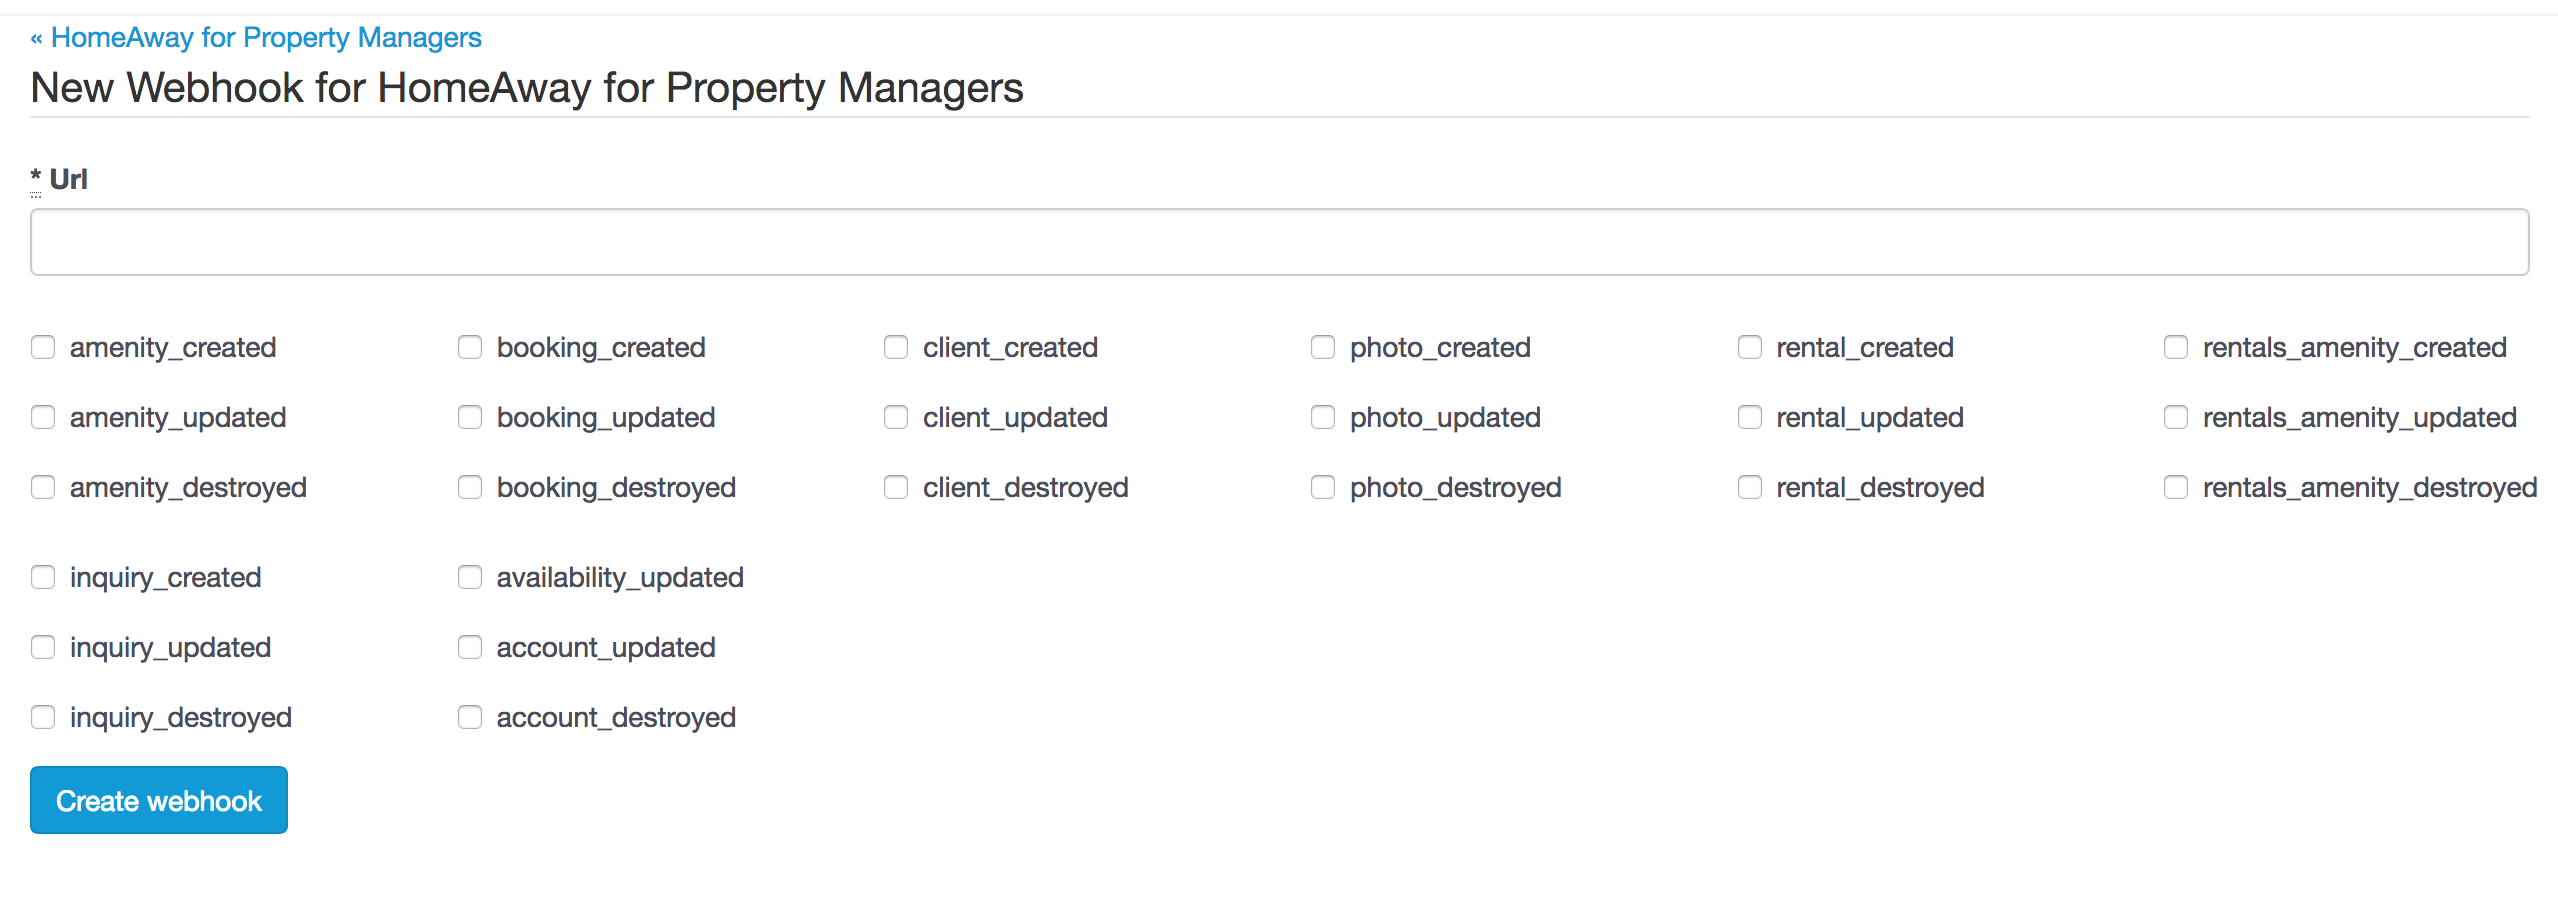 « HomeAway for Property Managers
New Webhook for HomeAway for Property Managers
* Url
amenity_created booking_created client_created photo_created rental_created rentals_amenity_created
amenity_updated booking_updated client_updated photo_updated rental_updated rentals_amenity_updated
amenity_destroyed booking_destroyed client_destroyed photo_destroyed rental_destroyed rentals_amenity_destroyed
inquiry_created availability_updated
inquiry_updated account_updated
inquiry_destroyed account_destroyed
Create webhook